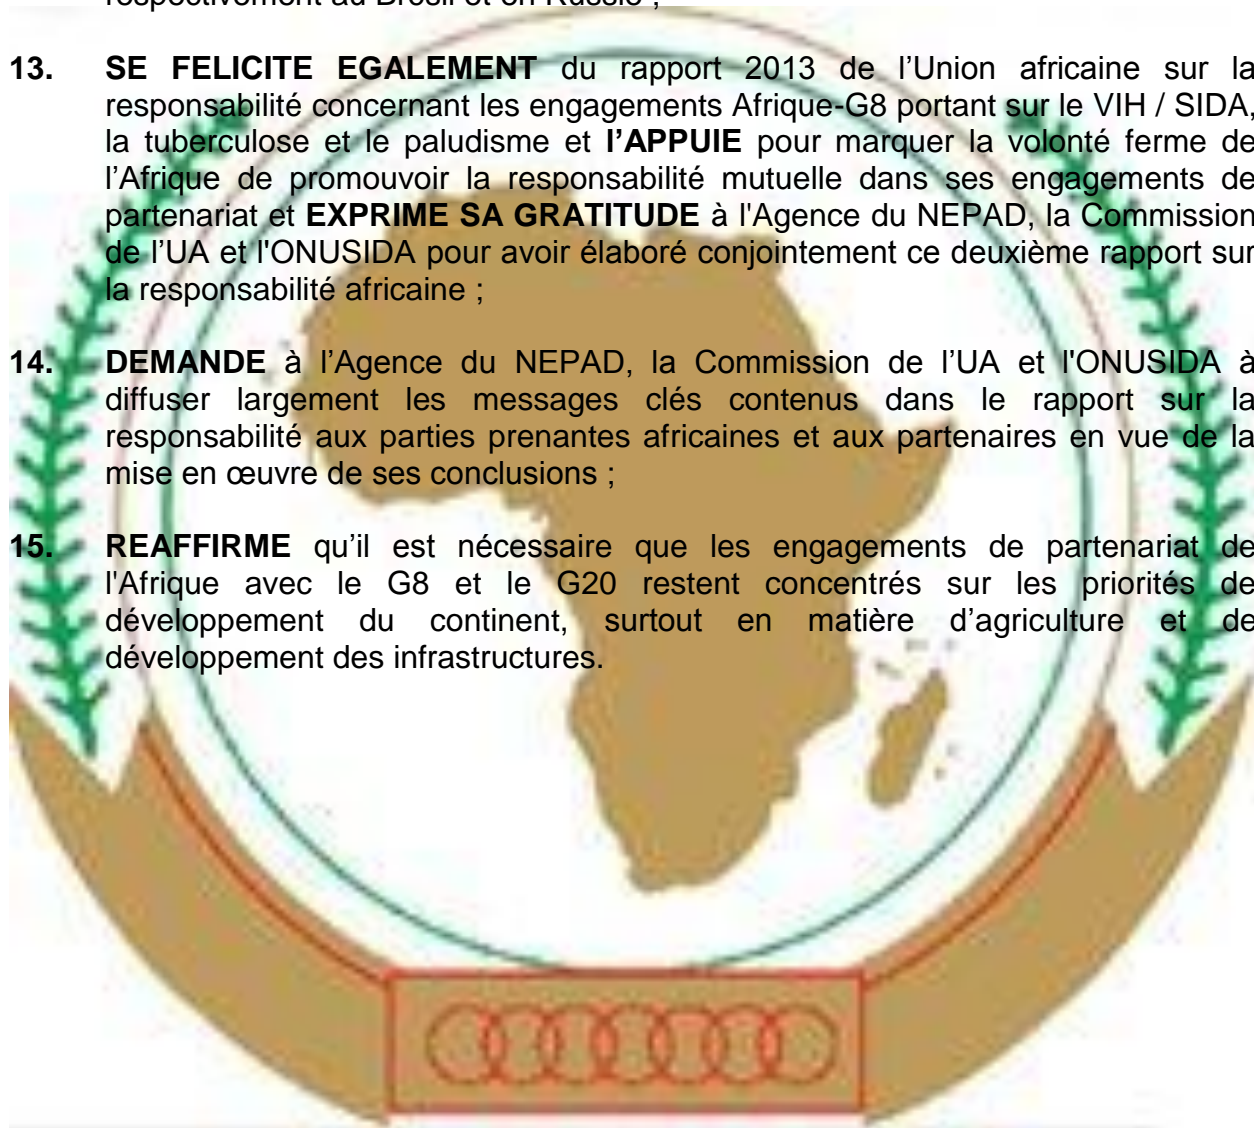 respectivement au Brésil et en Russie ;
13. SE FELICITE EGALEMENT du rapport 2013 de l’Union africaine sur la
responsabilité concernant les engagements Afrique-G8 portant sur le VIH / SIDA,
la tuberculose et le paludisme et l’APPUIE pour marquer la volonté ferme de
l’Afrique de promouvoir la responsabilité mutuelle dans ses engagements de
partenariat et EXPRIME SA GRATITUDE à l'Agence du NEPAD, la Commission
de l’UA et l'ONUSIDA pour avoir élaboré conjointement ce deuxième rapport sur
la responsabilité africaine ;
14. DEMANDE à l’Agence du NEPAD, la Commission de l’UA et l'ONUSIDA à
diffuser largement les messages clés contenus dans le rapport sur la
responsabilité aux parties prenantes africaines et aux partenaires en vue de la
mise en œuvre de ses conclusions ;
15. REAFFIRME qu’il est nécessaire que les engagements de partenariat de
l'Afrique avec le G8 et le G20 restent concentrés sur les priorités de
développement du continent, surtout en matière d’agriculture et de
développement des infrastructures.